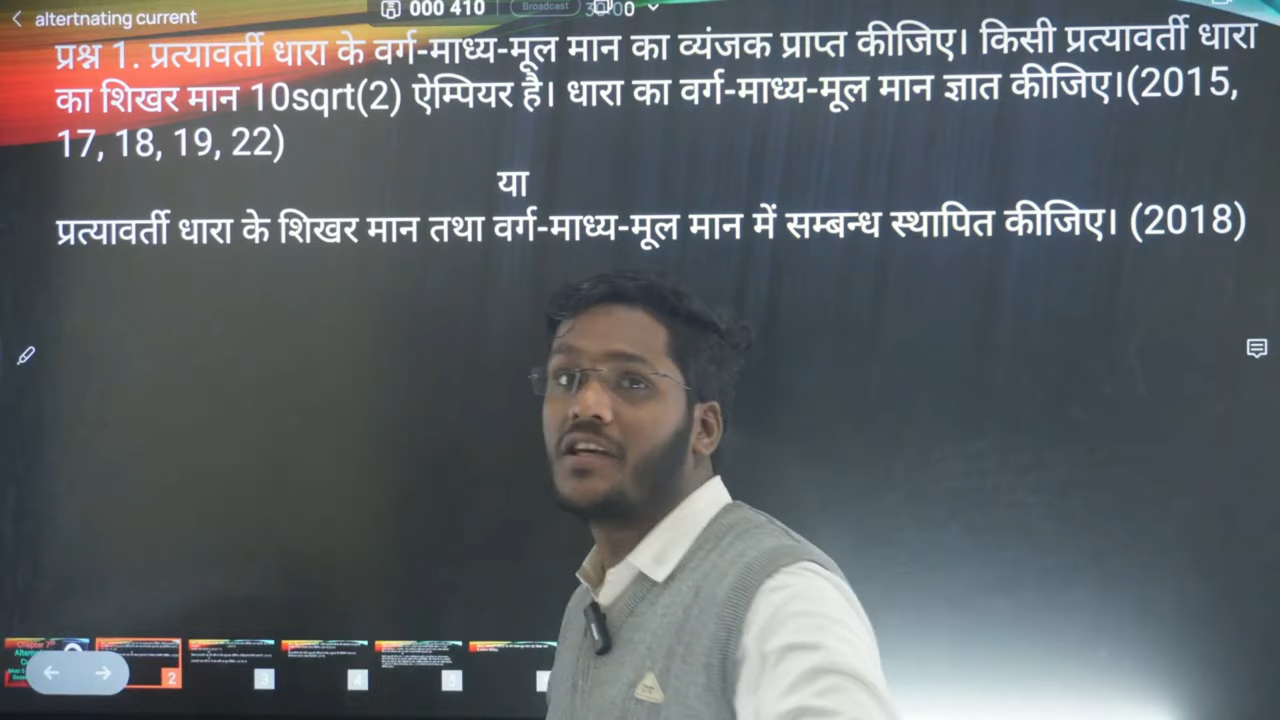 altertnating current
000 410
Broadcast
प्रश्न 1. प्रत्यावर्ती धारा के वर्ग-माध्य-मूल मान का व्यंजक प्राप्त कीजिए। किसी प्रत्यावर्ती धारा
का शिखर मान 10sqrt(2) ऐम्पियर है। धारा का वर्ग-माध्य-मूल मान ज्ञात कीजिए।(2015,
17, 18, 19, 22)
या
प्रत्यावर्ती धारा के शिखर मान तथा वर्ग-माध्य-मूल मान में सम्बन्ध स्थापित कीजिए। (2018)
2
3
4
5